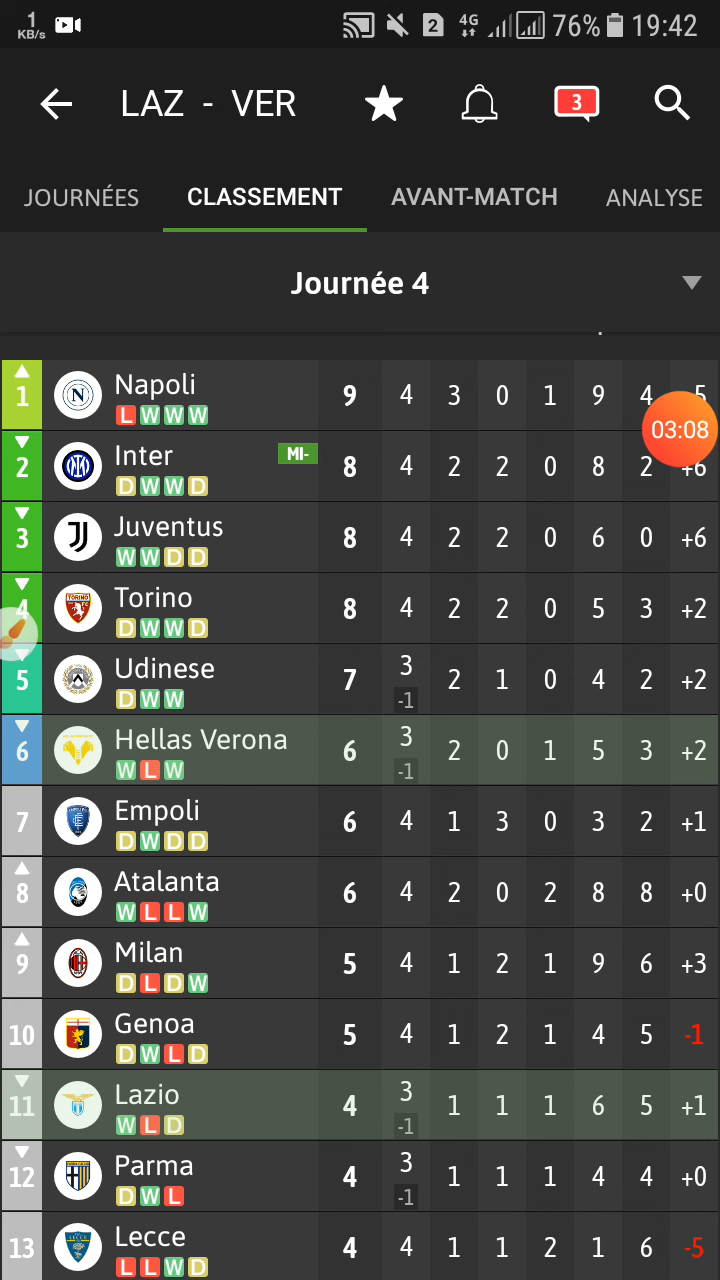 1 KB/s 2 4G 76% 19:42
LAZ - VER 3
JOURNÉES CLASSEMENT AVANT-MATCH ANALYSE
Journée 4
1 Napoli 9 4 3 0 1 9 4 +5
L W W W
03:08
2 Inter MI- 8 4 2 2 0 8 2 +6
D W W D
3 Juventus 8 4 2 2 0 6 0 +6
W W D D
4 Torino 8 4 2 2 0 5 3 +2
D W W D
5 Udinese 7 3 2 1 0 4 2 +2
D W W -1
6 Hellas Verona 6 3 2 0 1 5 3 +2
W L W -1
7 Empoli 6 4 1 3 0 3 2 +1
D W D D
8 Atalanta 6 4 2 0 2 8 8 +0
W L L W
9 Milan 5 4 1 2 1 9 6 +3
D L D W
10 Genoa 5 4 1 2 1 4 5 -1
D W L D
11 Lazio 4 3 1 1 1 6 5 +1
W L D -1
12 Parma 4 3 1 1 1 4 4 +0
D W L -1
13 Lecce 4 4 1 1 2 1 6 -5
L L W D